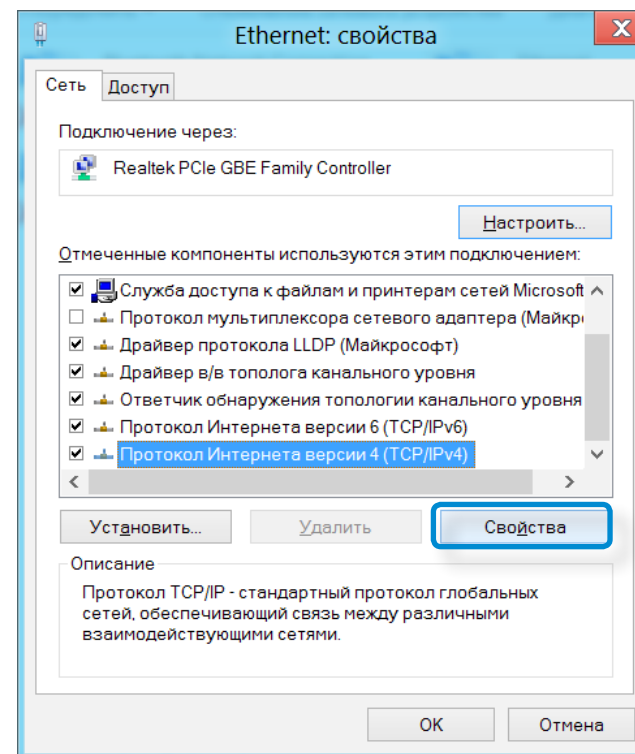 Ethernet: свойства
Сеть
Доступ
Подключение через:
Realtek PCIe GBE Family Controller
Настроить...
Отмеченные компоненты используются этим подключением:
Служба доступа к файлам и принтерам сетей Microsoft
Протокол мультиплексора сетевого адаптера (Майкр
Драйвер протокола LLDP (Майкрософт)
Драйвер в/в тополога канального уровня
Ответчик обнаружения топологии канального уровня
Протокол Интернета версии 6 (TCP/IPv6)
Протокол Интернета версии 4 (TCP/IPv4)
Установить...
Удалить
Свойства
Описание
Протокол TCP/IP - стандартный протокол глобальных
сетей, обеспечивающий связь между различными
взаимодействующими сетями.
OK
Отмена